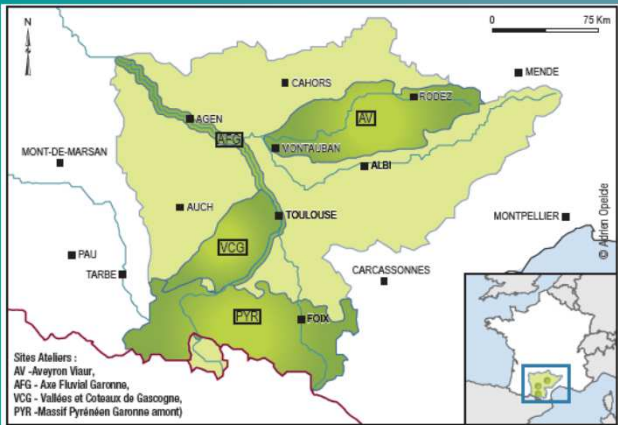 N
0 75 Km
MENDE
CAHORS
RODEZ
AV
AGEN
AFG
MONTAUBAN
MONT-DE-MARSAN
ALBI
AUCH
TOULOUSE
MONTPELLIER
VCG
PAU
TARBE
CARCASSONNES
PYR
FOIX
© Adrien Opeicle
Sites Ateliers :
AV -Aveyron Viaur,
AFG - Axe Fluvial Garonne,
VCG - Vallées et Coteaux de Gascogne,
PYR -Massif Pyrénéen Garonne amont)